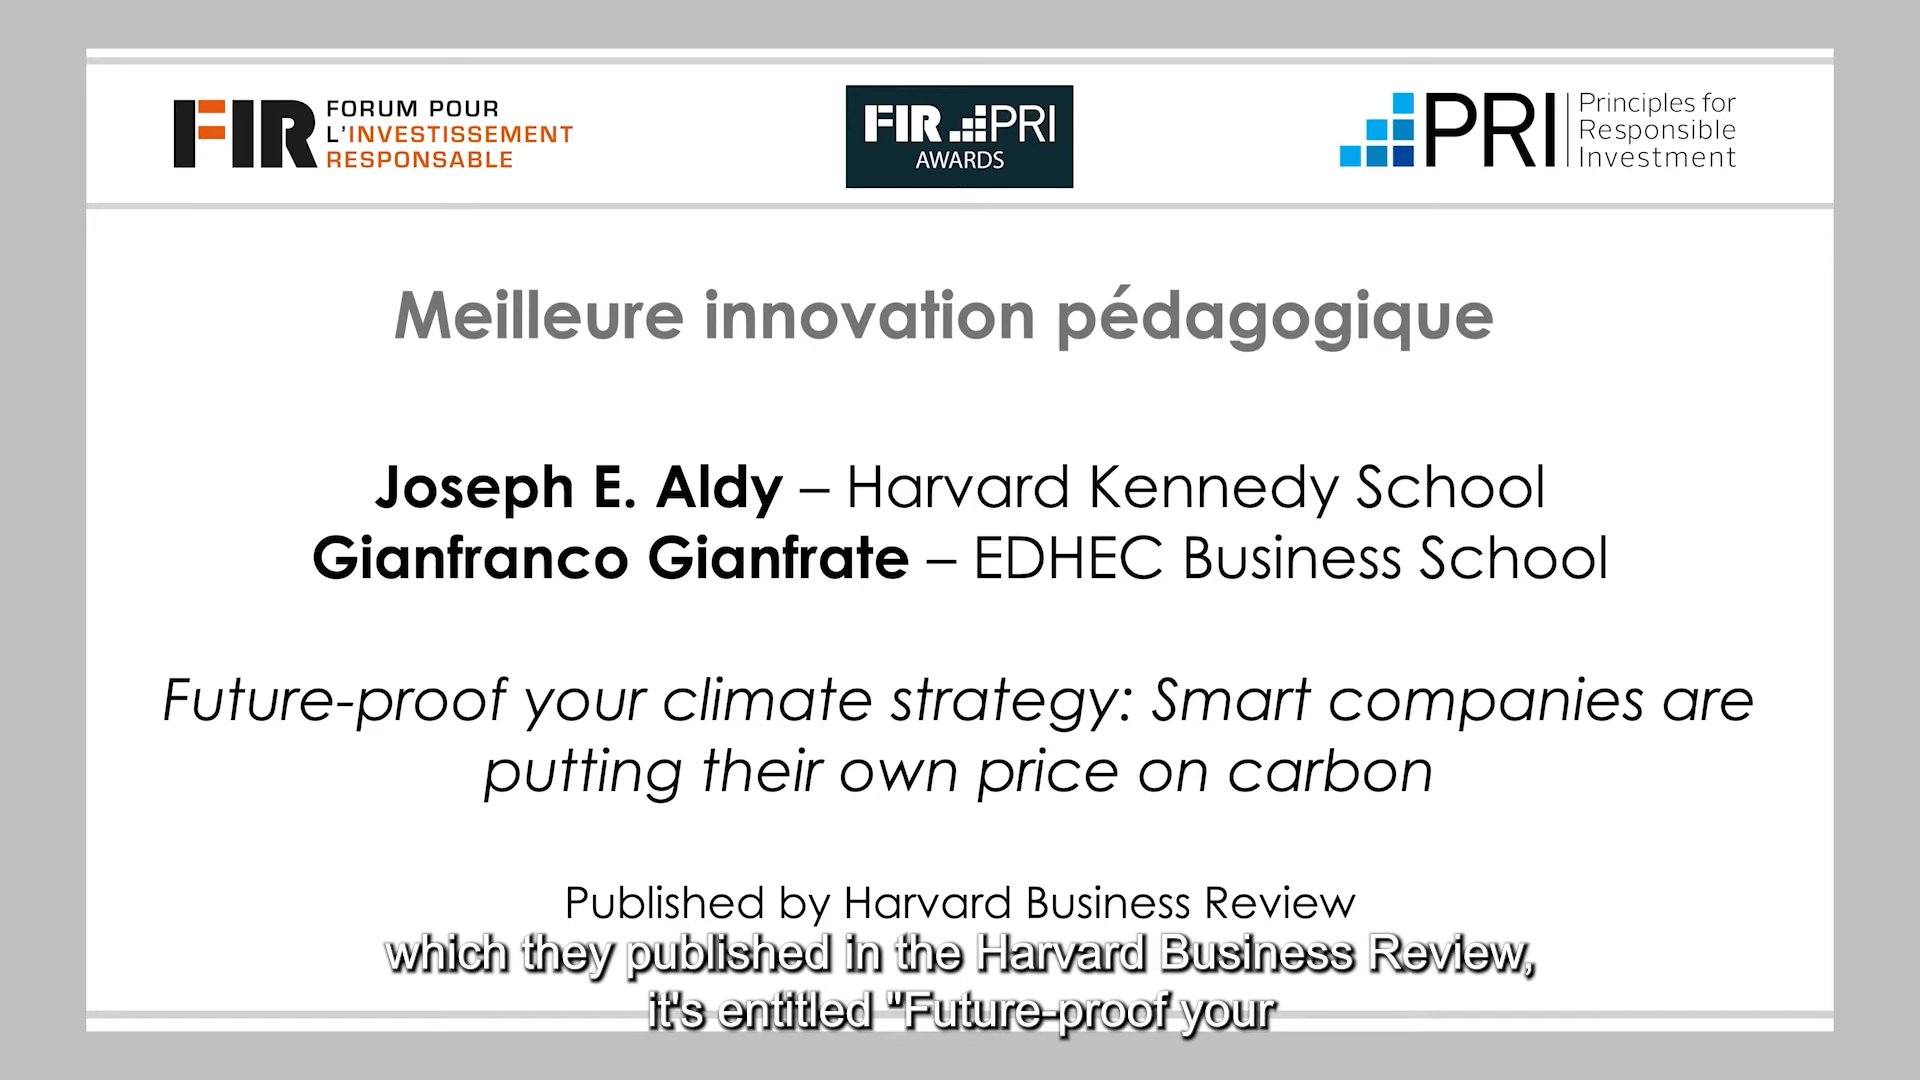 FIR FORUM POUR
L'INVESTISSEMENT
RESPONSABLE
FIR PRI
AWARDS
PRI Principles for
Responsible
Investment
Meilleure innovation pédagogique
Joseph E. Aldy – Harvard Kennedy School
Gianfranco Gianfrate – EDHEC Business School
Future-proof your climate strategy: Smart companies are
putting their own price on carbon
Published by Harvard Business Review
which they published in the Harvard Business Review,
it's entitled "Future-proof your